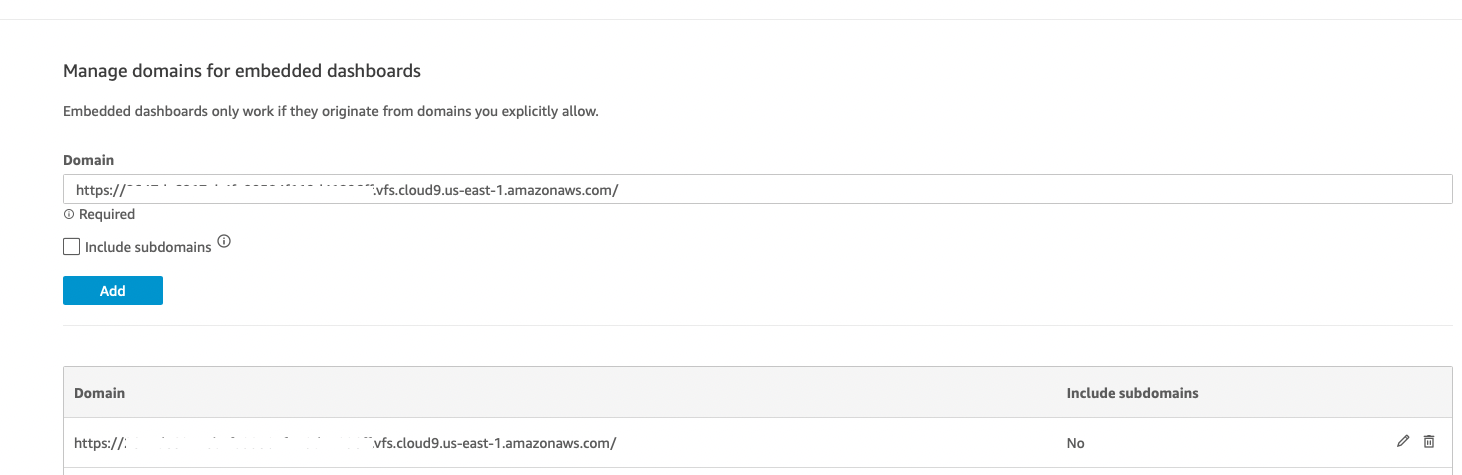 Manage domains for embedded dashboards
Embedded dashboards only work if they originate from domains you explicitly allow.
Domain
https:// .vfs.cloud9.us-east-1.amazonaws.com/
Required
Include subdomains
Add
Domain Include subdomains
https:// .vfs.cloud9.us-east-1.amazonaws.com/ No